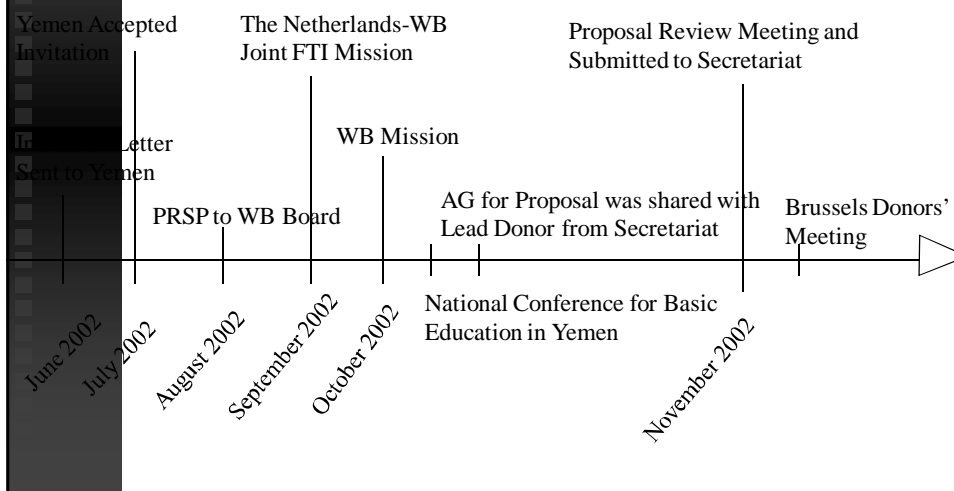 Yemen Accepted
Invitation
The Netherlands-WB
Joint FTI Mission
Proposal Review Meeting and
Submitted to Secretariat
Letter
Sent to Yemen
WB Mission
PRSP to WB Board
AG for Proposal was shared with
Lead Donor from Secretariat
Brussels Donors’
Meeting
National Conference for Basic
Education in Yemen
June 2002
July 2002
August 2002
September 2002
October 2002
November 2002